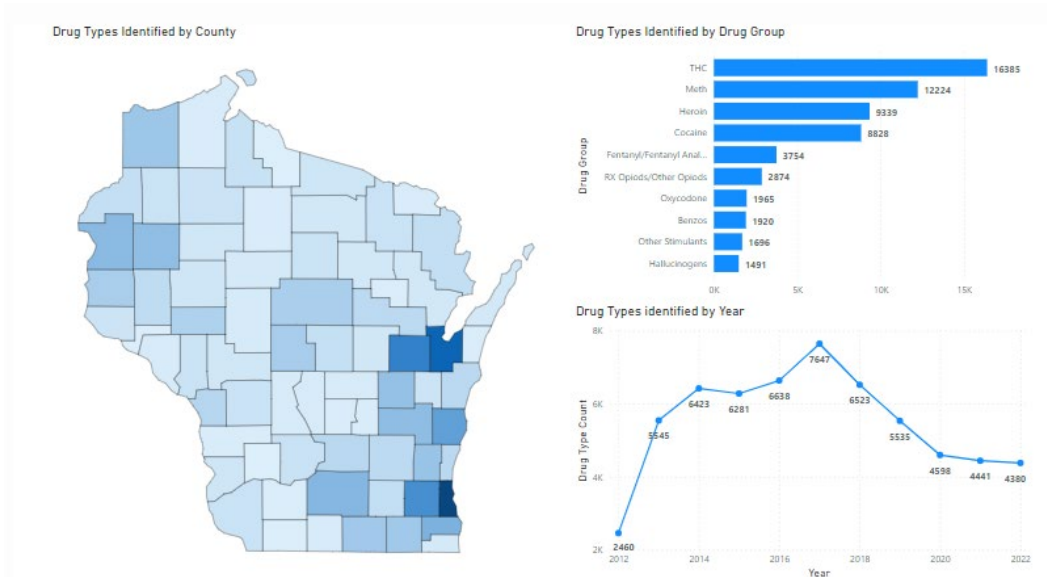 Drug Types Identified by County
Drug Types Identified by Drug Group
Drug Group
THC 16385
Meth 12224
Heroin 9339
Cocaine 8828
Fentanyl/Fentanyl Anal... 3754
RX Opiods/Other Opiods 2874
Oxycodone 1965
Benzos 1920
Other Stimulants 1696
Hallucinogens 1491
0K 5K 10K 15K
Drug Types identified by Year
Drug Type Count
8K
6K
4K
2K
2460
5545
6423
6281
6638
7647
6523
5535
4598
4441
4380
2012 2014 2016 2018 2020 2022
Year